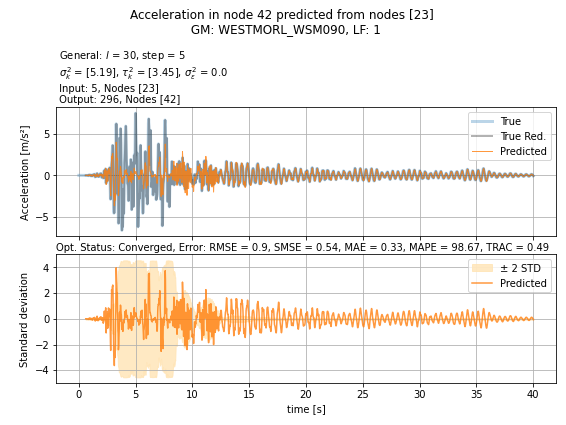 Acceleration in node 42 predicted from nodes [23]
GM: WESTMORL_WSM090, LF: 1
General: l = 30, step = 5
σ²ₖ = [5.19], τ²ₖ = [3.45], σ²ε = 0.0
Input: 5, Nodes [23]
Output: 296, Nodes [42]
Acceleration [m/s²]
5
0
−5
True
True Red.
Predicted
Opt. Status: Converged, Error: RMSE = 0.9, SMSE = 0.54, MAE = 0.33, MAPE = 98.67, TRAC = 0.49
Standard deviation
4
2
0
−2
−4
± 2 STD
Predicted
0 5 10 15 20 25 30 35 40
time [s]